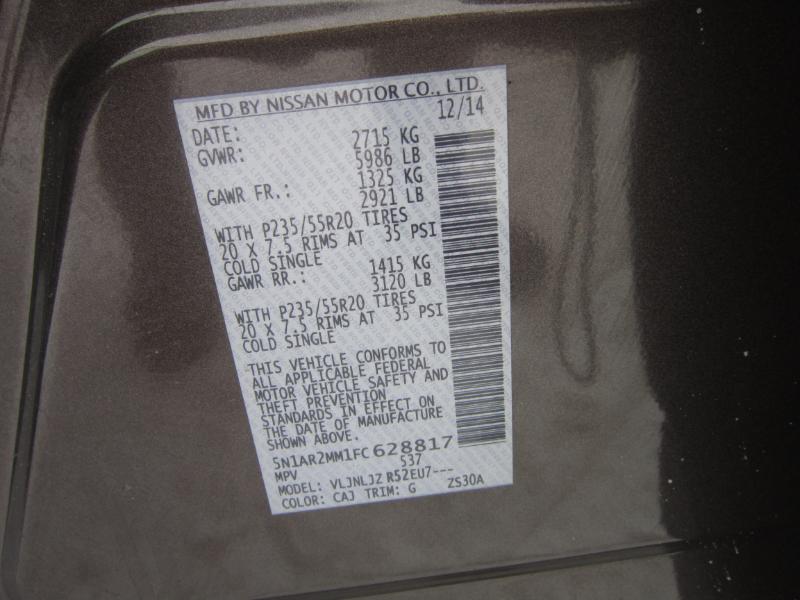 MFD BY NISSAN MOTOR CO., LTD.
DATE: 12/14
GVWR: 2715 KG
5986 LB
GAWR FR.: 1325 KG
2921 LB
WITH P235/55R20 TIRES
20 X 7.5 RIMS AT 35 PSI
COLD SINGLE
GAWR RR.: 1415 KG
3120 LB
WITH P235/55R20 TIRES
20 X 7.5 RIMS AT 35 PSI
COLD SINGLE
THIS VEHICLE CONFORMS TO
ALL APPLICABLE FEDERAL
MOTOR VEHICLE SAFETY AND
THEFT PREVENTION
STANDARDS IN EFFECT ON
THE DATE OF MANUFACTURE
SHOWN ABOVE.
5N1AR2MM1FC628817
MPV 537
MODEL: VLJNLJZ R52EU7---
COLOR: CAJ TRIM: G ZS30A